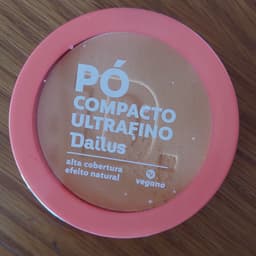 PÓ
COMPACTO
ULTRAFINO
Dailus
alta cobertura
efeito natural
vegano